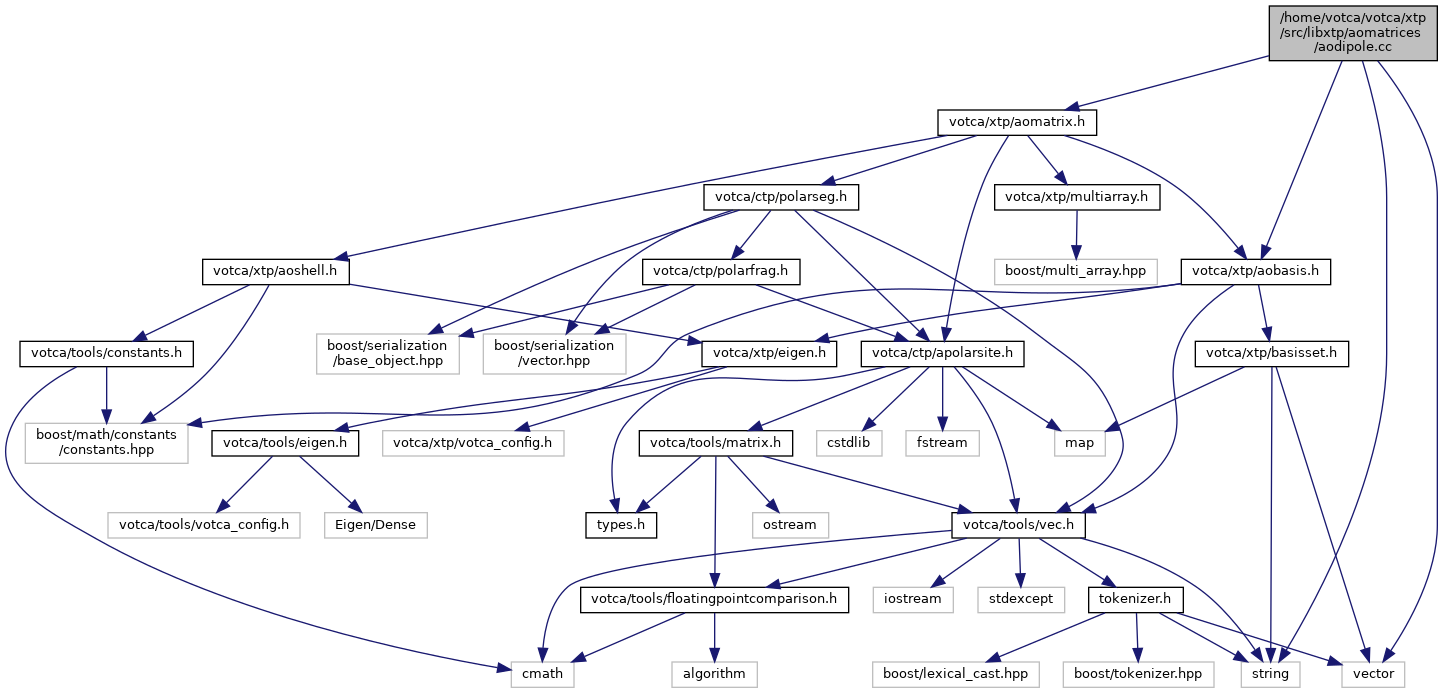 /home/votca/votca/xtp
/src/libxtp/aomatrices
/aodipole.cc
votca/xtp/aomatrix.h
votca/ctp/polarseg.h
votca/xtp/multiarray.h
votca/xtp/aoshell.h
votca/ctp/polarfrag.h
boost/multi_array.hpp
votca/xtp/aobasis.h
votca/tools/constants.h
boost/serialization
/base_object.hpp
boost/serialization
/vector.hpp
votca/xtp/eigen.h
votca/ctp/apolarsite.h
votca/xtp/basisset.h
boost/math/constants
/constants.hpp
votca/tools/eigen.h
votca/xtp/votca_config.h
votca/tools/matrix.h
cstdlib
fstream
map
votca/tools/votca_config.h
Eigen/Dense
types.h
ostream
votca/tools/vec.h
votca/tools/floatingpointcomparison.h
iostream
stdexcept
tokenizer.h
cmath
algorithm
boost/lexical_cast.hpp
boost/tokenizer.hpp
string
vector